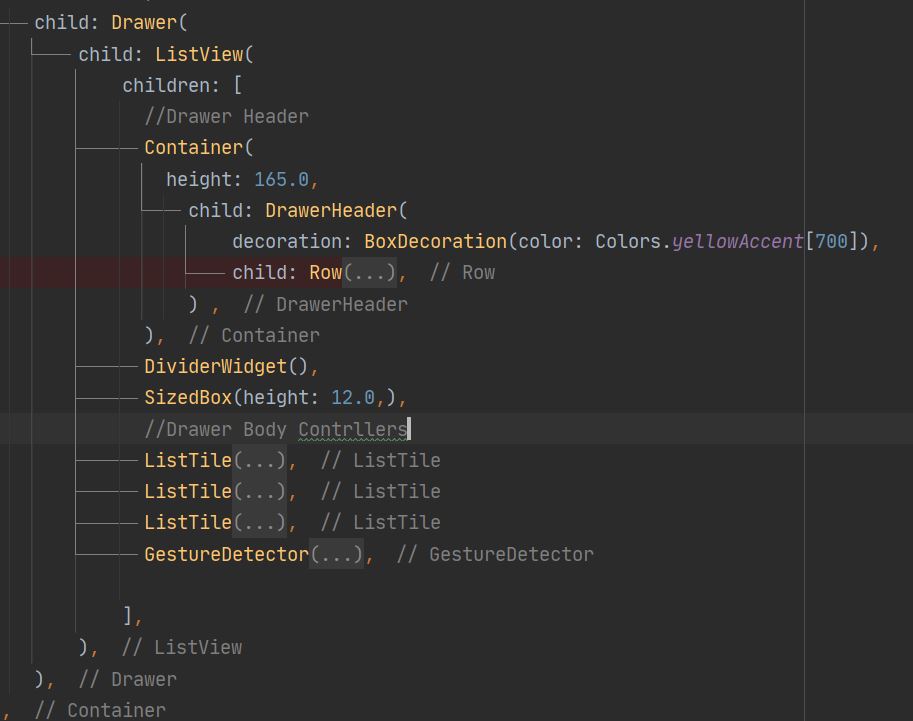 child: Drawer(
child: ListView(
children: [
//Drawer Header
Container(
height: 165.0,
child: DrawerHeader(
decoration: BoxDecoration(color: Colors.yellowAccent[700]),
child: Row(...), // Row
) , // DrawerHeader
), // Container
DividerWidget(),
SizedBox(height: 12.0,),
//Drawer Body Contrllers
ListTile(...), // ListTile
ListTile(...), // ListTile
ListTile(...), // ListTile
GestureDetector(...), // GestureDetector
],
), // ListView
), // Drawer
, // Container